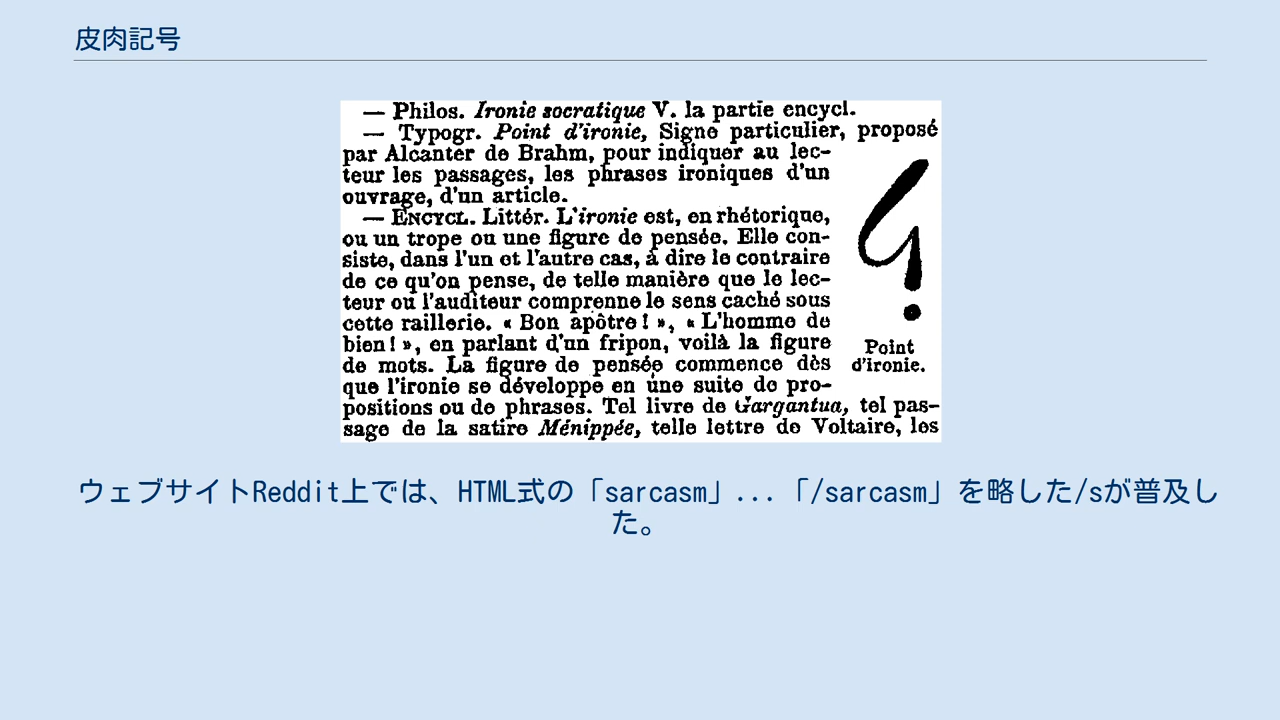 皮肉記号
— Philos. Ironie socratique V. la partie encycl.
— Typogr. Point d'ironie, Signe particulier, proposé
par Alcanter de Brahm, pour indiquer au lec-
teur les passages, les phrases ironiques d'un
ouvrage, d'un article.
— ENCYCL. Littér. L'ironie est, en rhétorique,
ou un trope ou une figure de pensée. Elle con-
siste, dans l'un et l'autre cas, à dire le contraire
de ce qu'on pense, de telle manière que le lec-
teur ou l'auditeur comprenne le sens caché sous
cette raillerie. « Bon apôtre ! », « L'homme de
bien ! », en parlant d'un fripon, voilà la figure
de mots. La figure de pensée commence dès
que l'ironie se développe en une suite de pro-
positions ou de phrases. Tel livre de Gargantua, tel pas-
sage de la satire Ménippée, telle lettre de Voltaire, les
Point
d'ironie.
ウェブサイトReddit上では、HTML式の「sarcasm」...「/sarcasm」を略した/sが普及し
た。